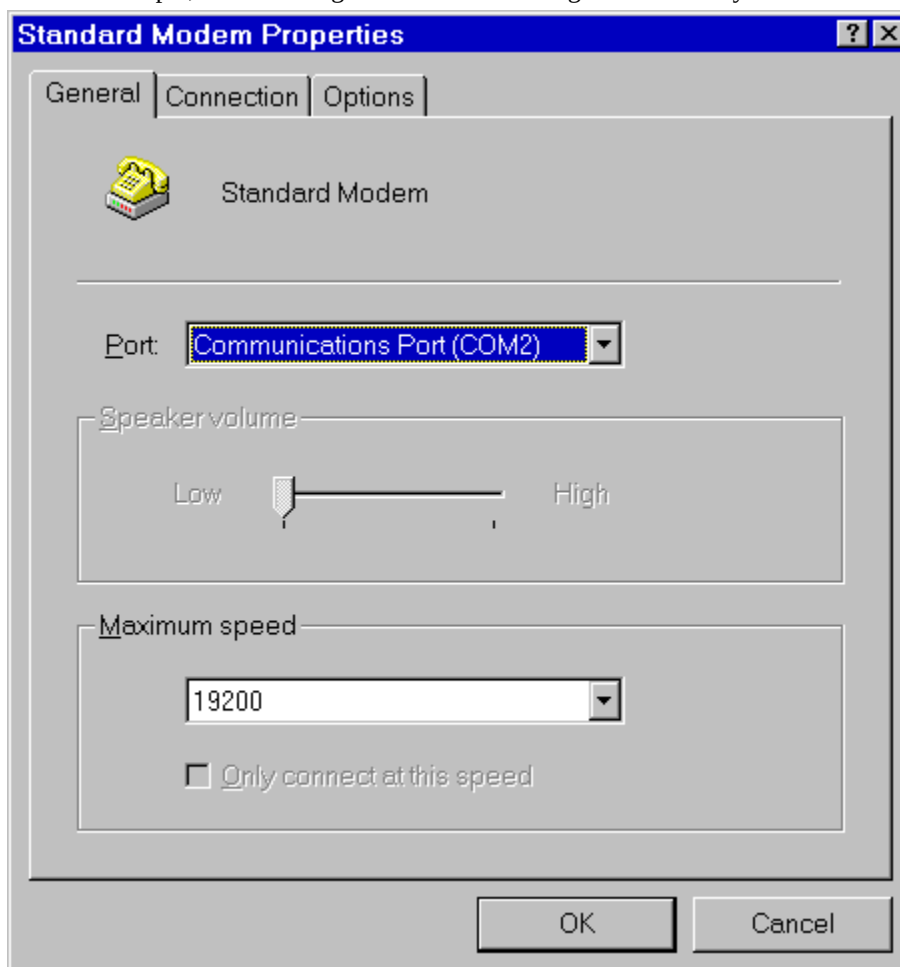 Standard Modem Properties ? X
General Connection Options
Standard Modem
Port: Communications Port (COM2)
Speaker volume
Low High
Maximum speed
19200
Only connect at this speed
OK Cancel